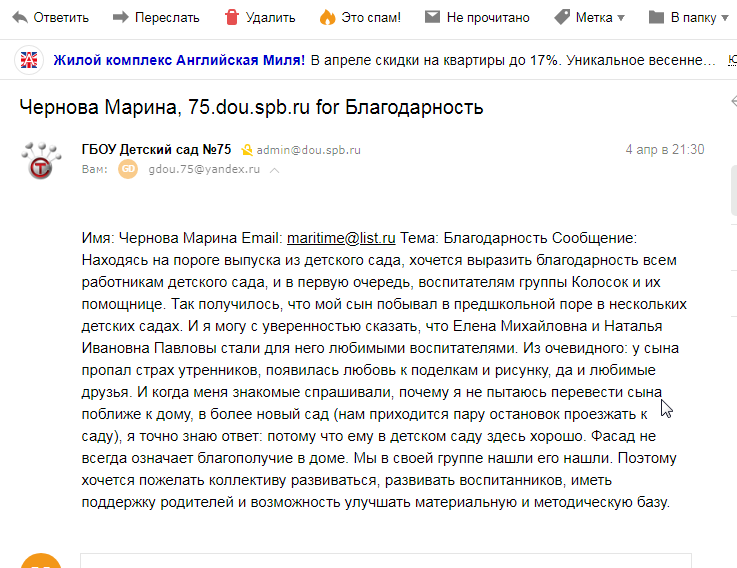 Ответить Переслать Удалить Это спам! Не прочитано Метка В папку
Жилой комплекс Английская Миля! В апреле скидки на квартиры до 17%. Уникальное весенне...
Чернова Марина, 75.dou.spb.ru for Благодарность
ГБОУ Детский сад №75 admin@dou.spb.ru 4 апр в 21:30
Вам: GD gdou.75@yandex.ru
Имя: Чернова Марина Email: maritime@list.ru Тема: Благодарность Сообщение:
Находясь на пороге выпуска из детского сада, хочется выразить благодарность всем
работникам детского сада, и в первую очередь, воспитателям группы Колосок и их
помощнице. Так получилось, что мой сын побывал в предшкольной поре в нескольких
детских садах. И я могу с уверенностью сказать, что Елена Михайловна и Наталья
Ивановна Павловы стали для него любимыми воспитателями. Из очевидного: у сына
пропал страх утренников, появилась любовь к поделкам и рисунку, да и любимые
друзья. И когда меня знакомые спрашивали, почему я не пытаюсь перевести сына
поближе к дому, в более новый сад (нам приходится пару остановок проезжать к
саду), я точно знаю ответ: потому что ему в детском саду здесь хорошо. Фасад не
всегда означает благополучие в доме. Мы в своей группе нашли его нашли. Поэтому
хочется пожелать коллективу развиваться, развивать воспитанников, иметь
поддержку родителей и возможность улучшать материальную и методическую базу.